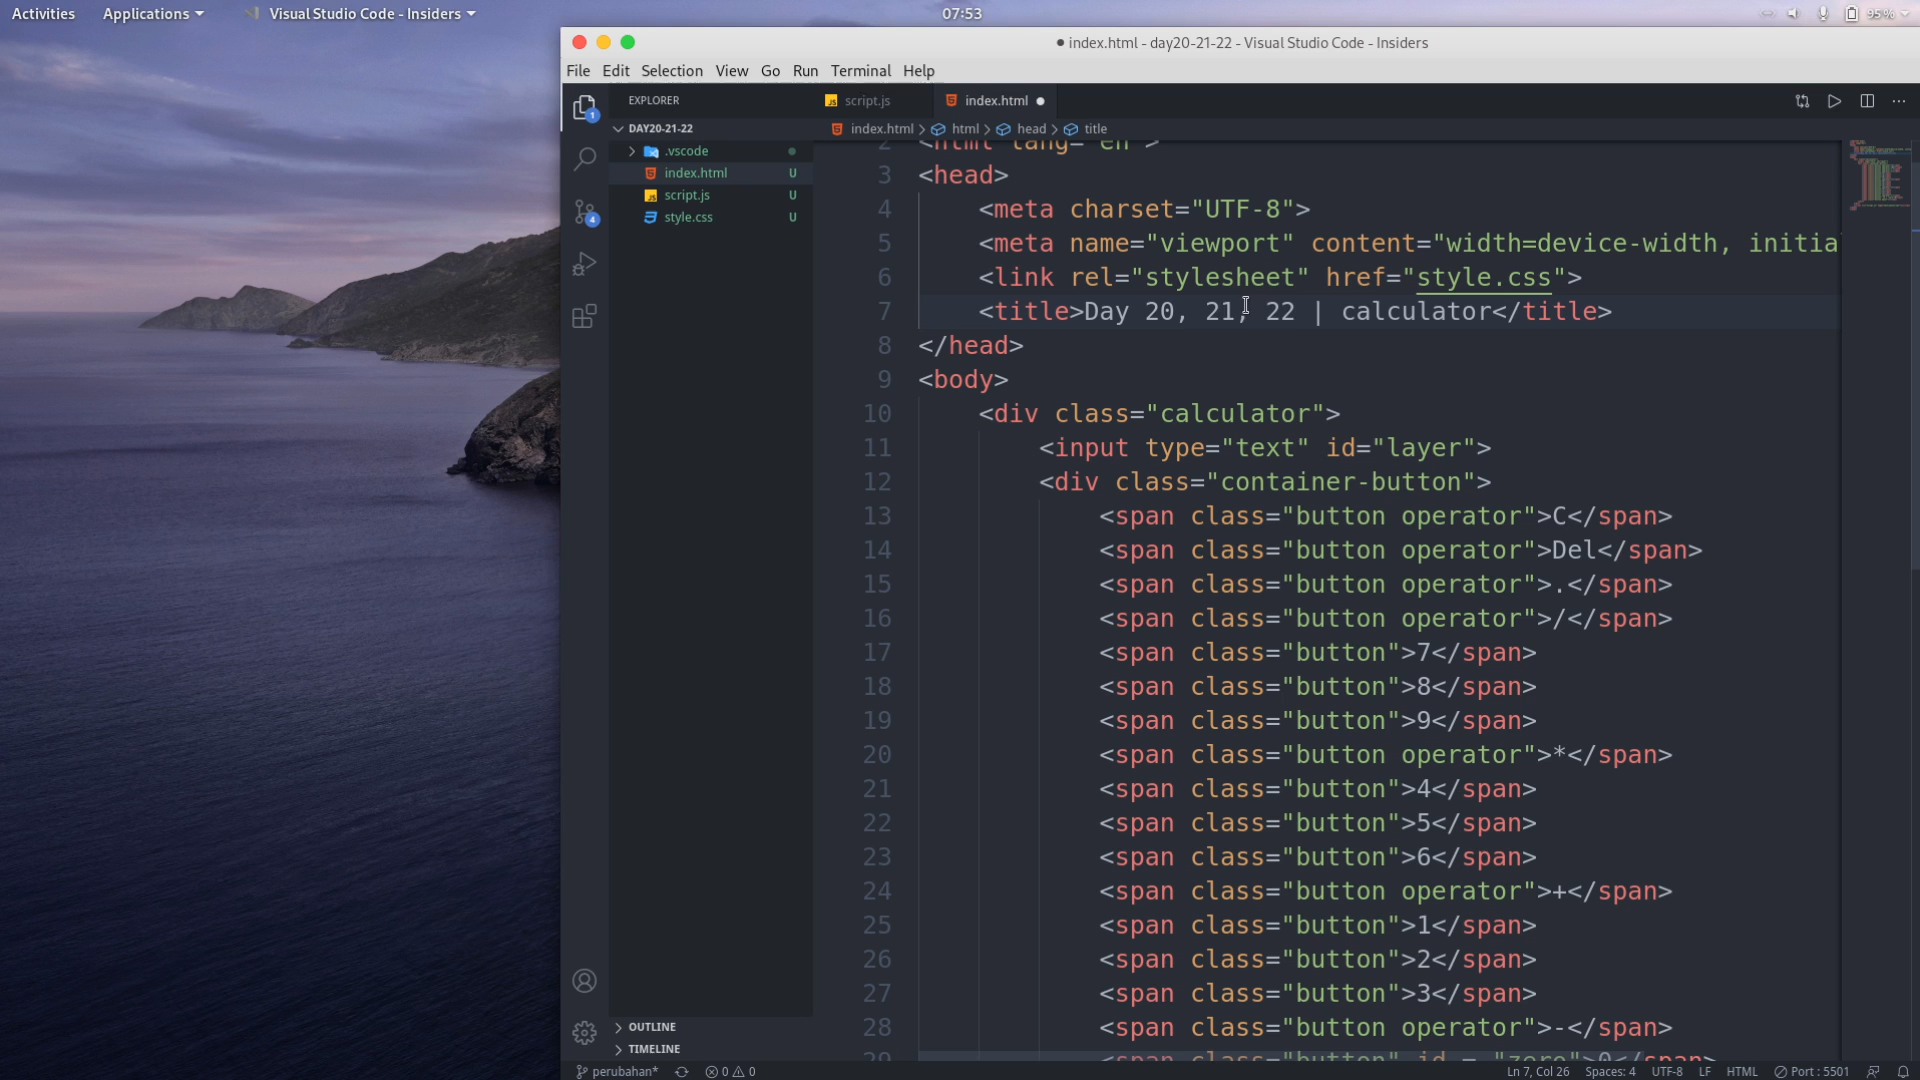 Activities Applications Visual Studio Code - Insiders 07:53 95%
● index.html - day20-21-22 - Visual Studio Code - Insiders
File Edit Selection View Go Run Terminal Help
EXPLORER
DAY20-21-22
.vscode
index.html U
script.js U
style.css U
OUTLINE
TIMELINE
1
4
script.js index.html ●
index.html > html > head > title
2 <html lang="en">
3 <head>
4 <meta charset="UTF-8">
5 <meta name="viewport" content="width=device-width, initia
6 <link rel="stylesheet" href="style.css">
7 <title>Day 20, 21, 22 | calculator</title>
8 </head>
9 <body>
10 <div class="calculator">
11 <input type="text" id="layer">
12 <div class="container-button">
13 <span class="button operator">C</span>
14 <span class="button operator">Del</span>
15 <span class="button operator">.</span>
16 <span class="button operator">/</span>
17 <span class="button">7</span>
18 <span class="button">8</span>
19 <span class="button">9</span>
20 <span class="button operator">*</span>
21 <span class="button">4</span>
22 <span class="button">5</span>
23 <span class="button">6</span>
24 <span class="button operator">+</span>
25 <span class="button">1</span>
26 <span class="button">2</span>
27 <span class="button">3</span>
28 <span class="button operator">-</span>
29 <span class="button" id = "zero">0</span>
perubahan* 0 0 Ln 7, Col 26 Spaces: 4 UTF-8 LF HTML Port : 5501